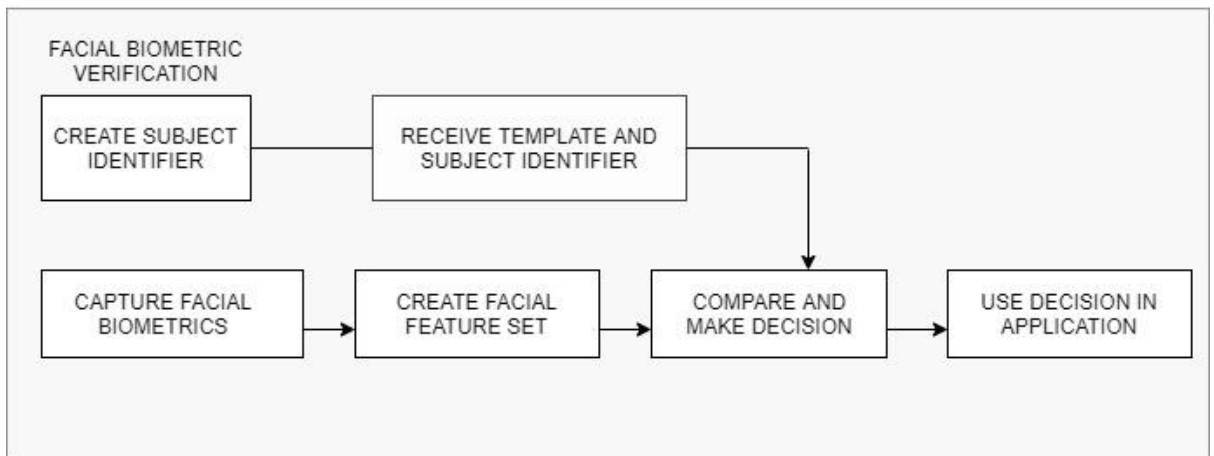 FACIAL BIOMETRIC
VERIFICATION
CREATE SUBJECT
IDENTIFIER
RECEIVE TEMPLATE AND
SUBJECT IDENTIFIER
CAPTURE FACIAL
BIOMETRICS
CREATE FACIAL
FEATURE SET
COMPARE AND
MAKE DECISION
USE DECISION IN
APPLICATION